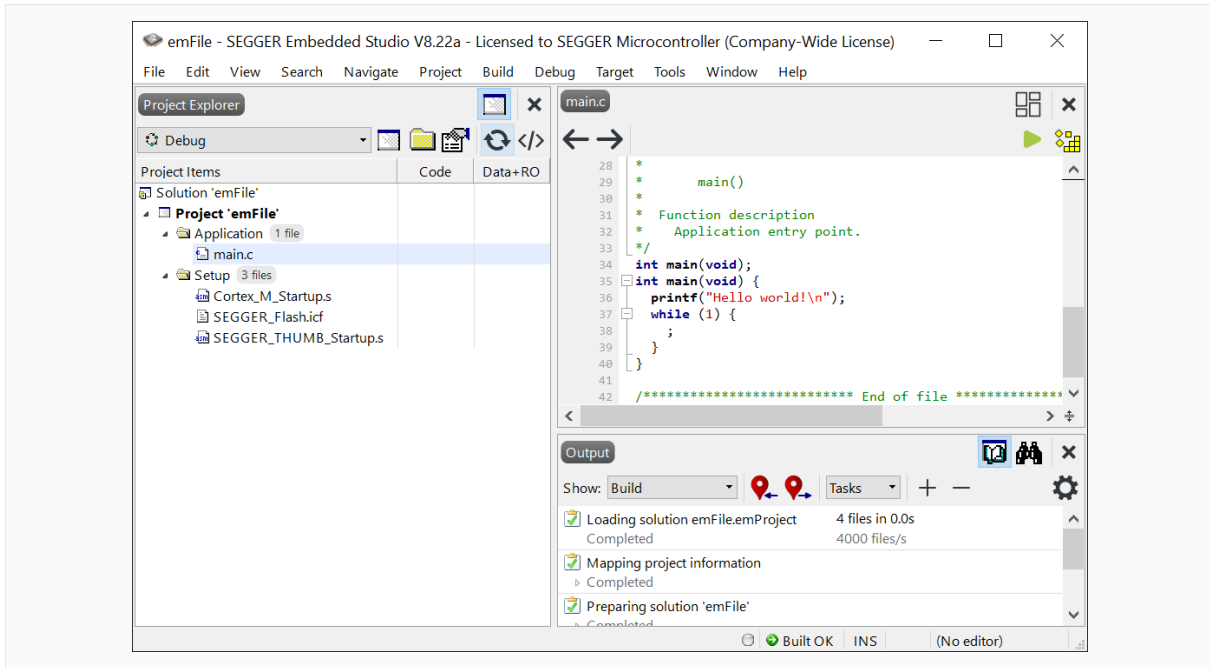 emFile - SEGGER Embedded Studio V8.22a - Licensed to SEGGER Microcontroller (Company-Wide License)
File Edit View Search Navigate Project Build Debug Target Tools Window Help
Project Explorer
Debug
</>
Project Items Code Data+RO
Solution 'emFile'
Project 'emFile'
Application 1 file
main.c
Setup 3 files
asm Cortex_M_Startup.s
SEGGER_Flash.icf
asm SEGGER_THUMB_Startup.s
main.c
28 *
29 * main()
30 *
31 * Function description
32 * Application entry point.
33 */
34 int main(void);
35 int main(void) {
36 printf("Hello world!\n");
37 while (1) {
38 ;
39 }
40 }
41
42 /*************************** End of file **************
Output
Show: Build Tasks
Loading solution emFile.emProject 4 files in 0.0s
Completed 4000 files/s
Mapping project information
Completed
Preparing solution 'emFile'
Completed
Built OK INS (No editor)